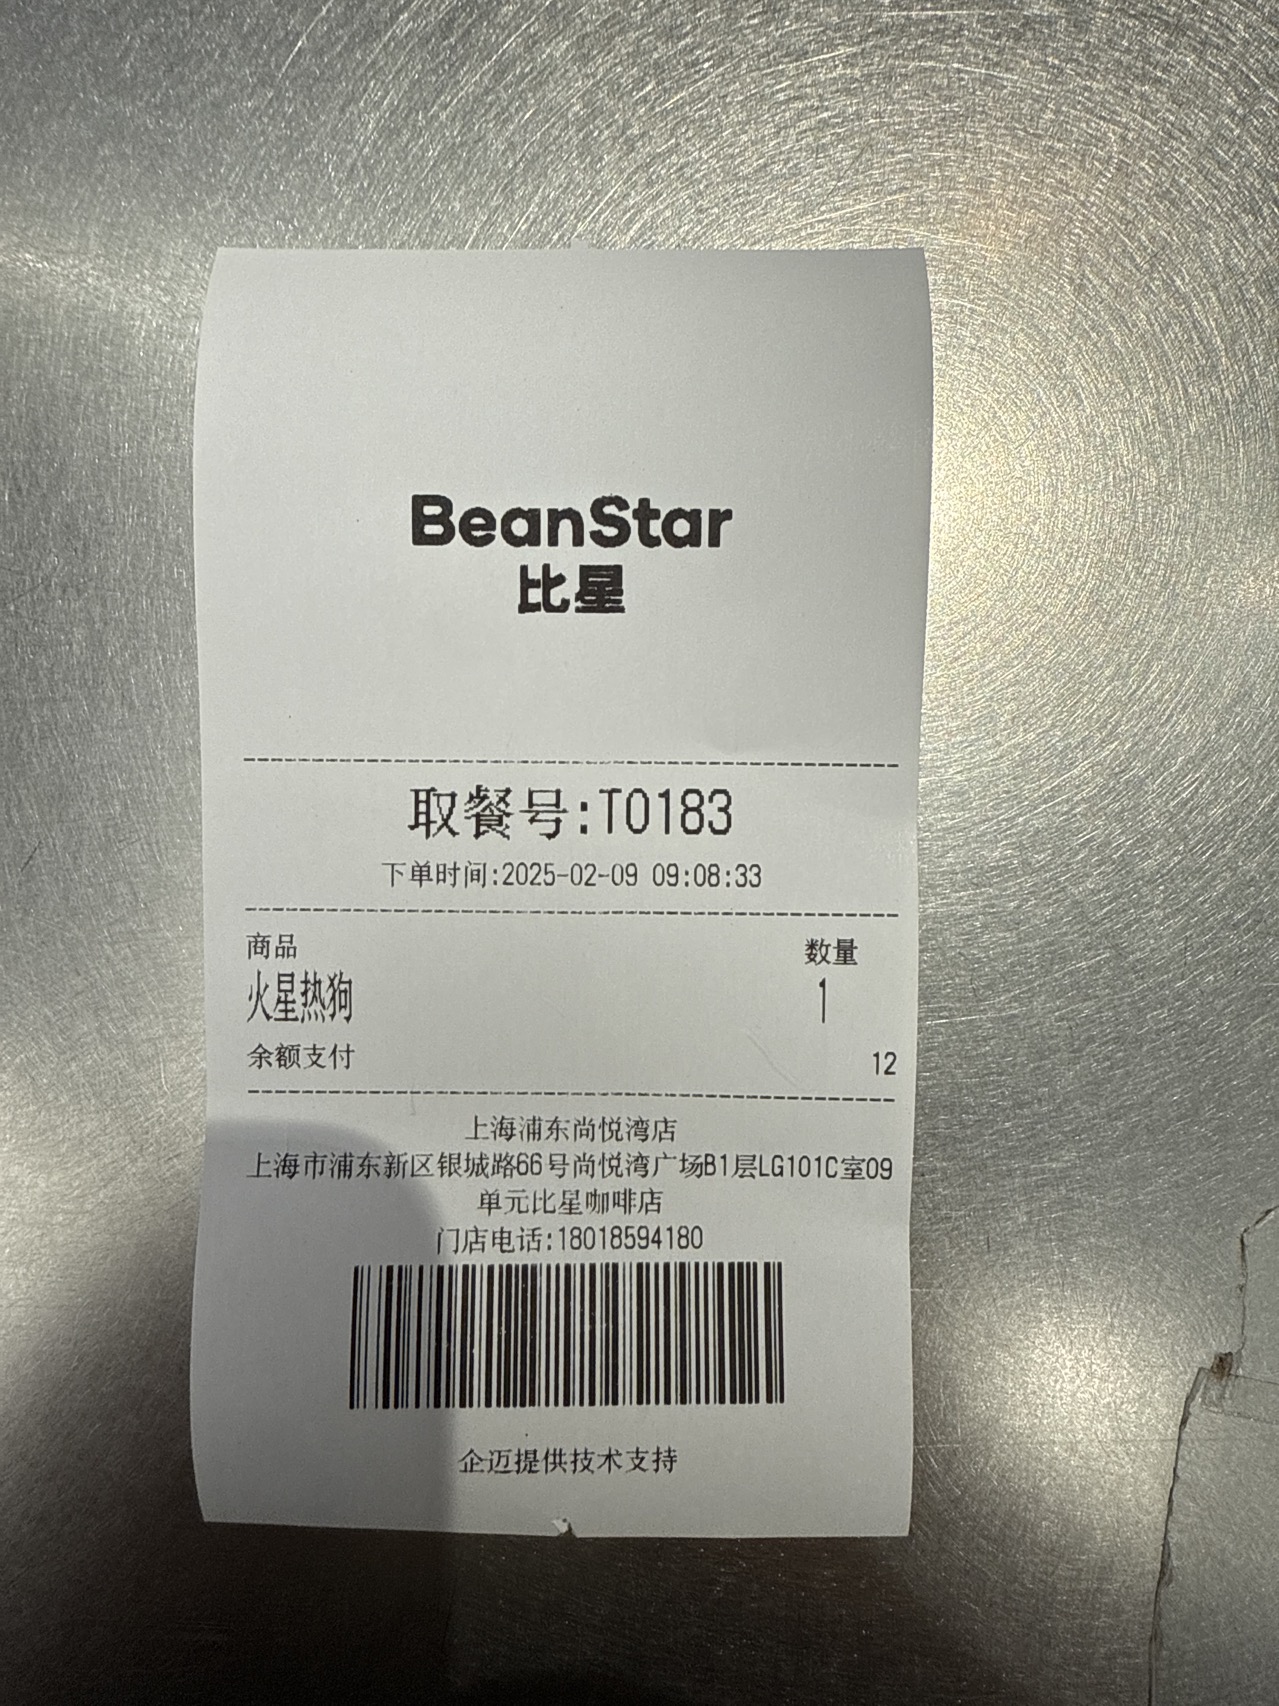 BeanStar
比星
取餐号:T0183
下单时间:2025-02-09 09:08:33
商品 数量
火星热狗 1
余额支付 12
上海浦东尚悦湾店
上海市浦东新区银城路66号尚悦湾广场B1层LG101C室09
单元比星咖啡店
门店电话:18018594180
企迈提供技术支持